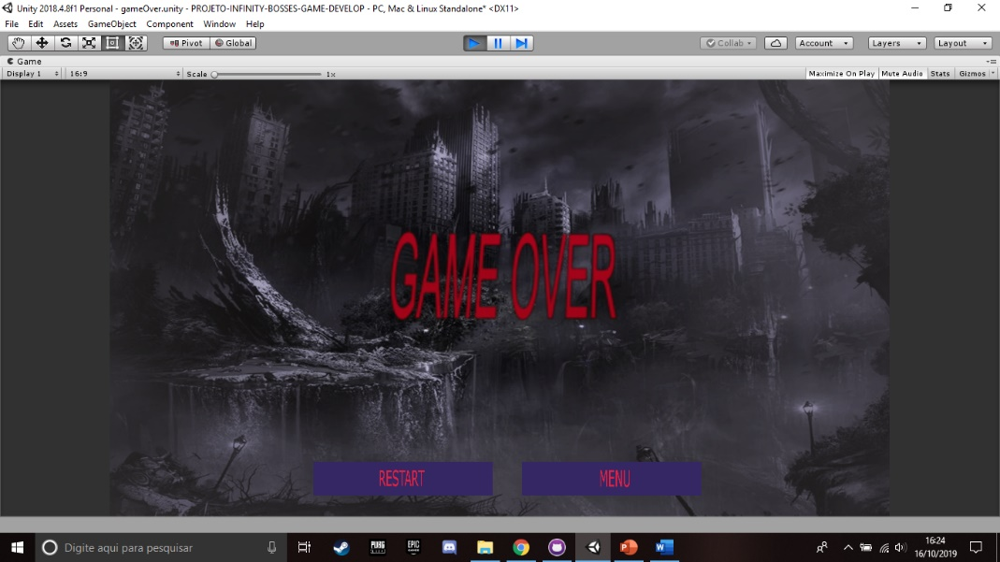 Unity 2018.4.8f1 Personal - gameOver.unity - PROJETO-INFINITY-BOSSES-GAME-DEVELOP - PC, Mac & Linux Standalone* <DX11>
File Edit Assets GameObject Component Window Help
Pivot Global Collab Account Layers Layout
Game
Display 1 16:9 Scale 1x Maximize On Play Mute Audio Stats Gizmos
GAME OVER
RESTART MENU
Digite aqui para pesquisar PUBG EPIC 16:24
16/10/2019